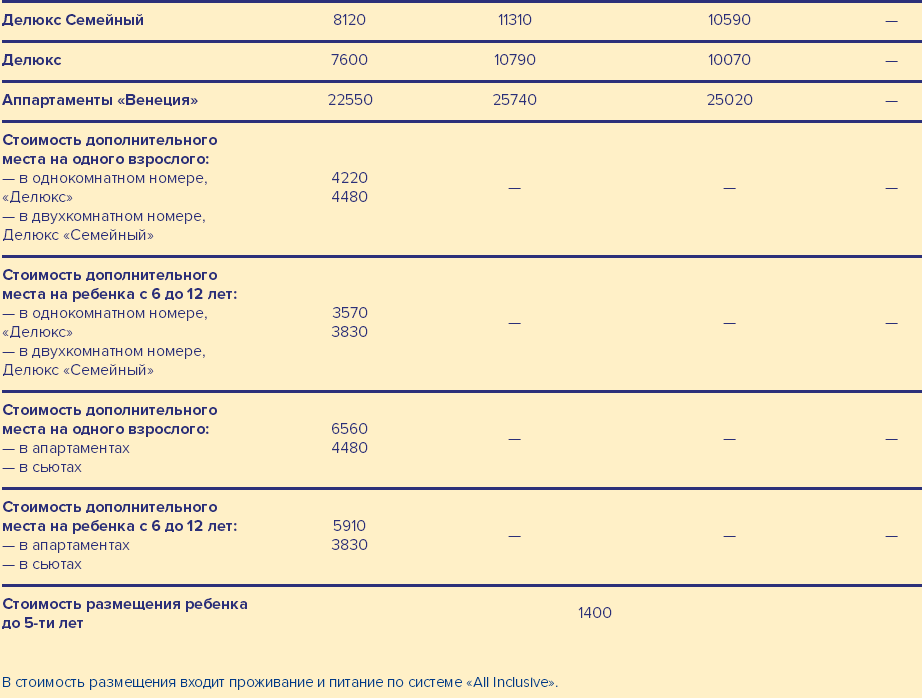 Делюкс Семейный 8120 11310 10590 —
Делюкс 7600 10790 10070 —
Аппартаменты «Венеция» 22550 25740 25020 —
Стоимость дополнительного
места на одного взрослого:
— в однокомнатном номере, 4220
«Делюкс» 4480 — — —
— в двухкомнатном номере,
Делюкс «Семейный»
Стоимость дополнительного
места на ребенка с 6 до 12 лет:
— в однокомнатном номере, 3570
«Делюкс» 3830 — — —
— в двухкомнатном номере,
Делюкс «Семейный»
Стоимость дополнительного
места на одного взрослого: 6560
— в апартаментах 4480 — — —
— в сьютах
Стоимость дополнительного
места на ребенка с 6 до 12 лет: 5910
— в апартаментах 3830 — — —
— в сьютах
Стоимость размещения ребенка 1400
до 5-ти лет
В стоимость размещения входит проживание и питание по системе «All Inclusive».